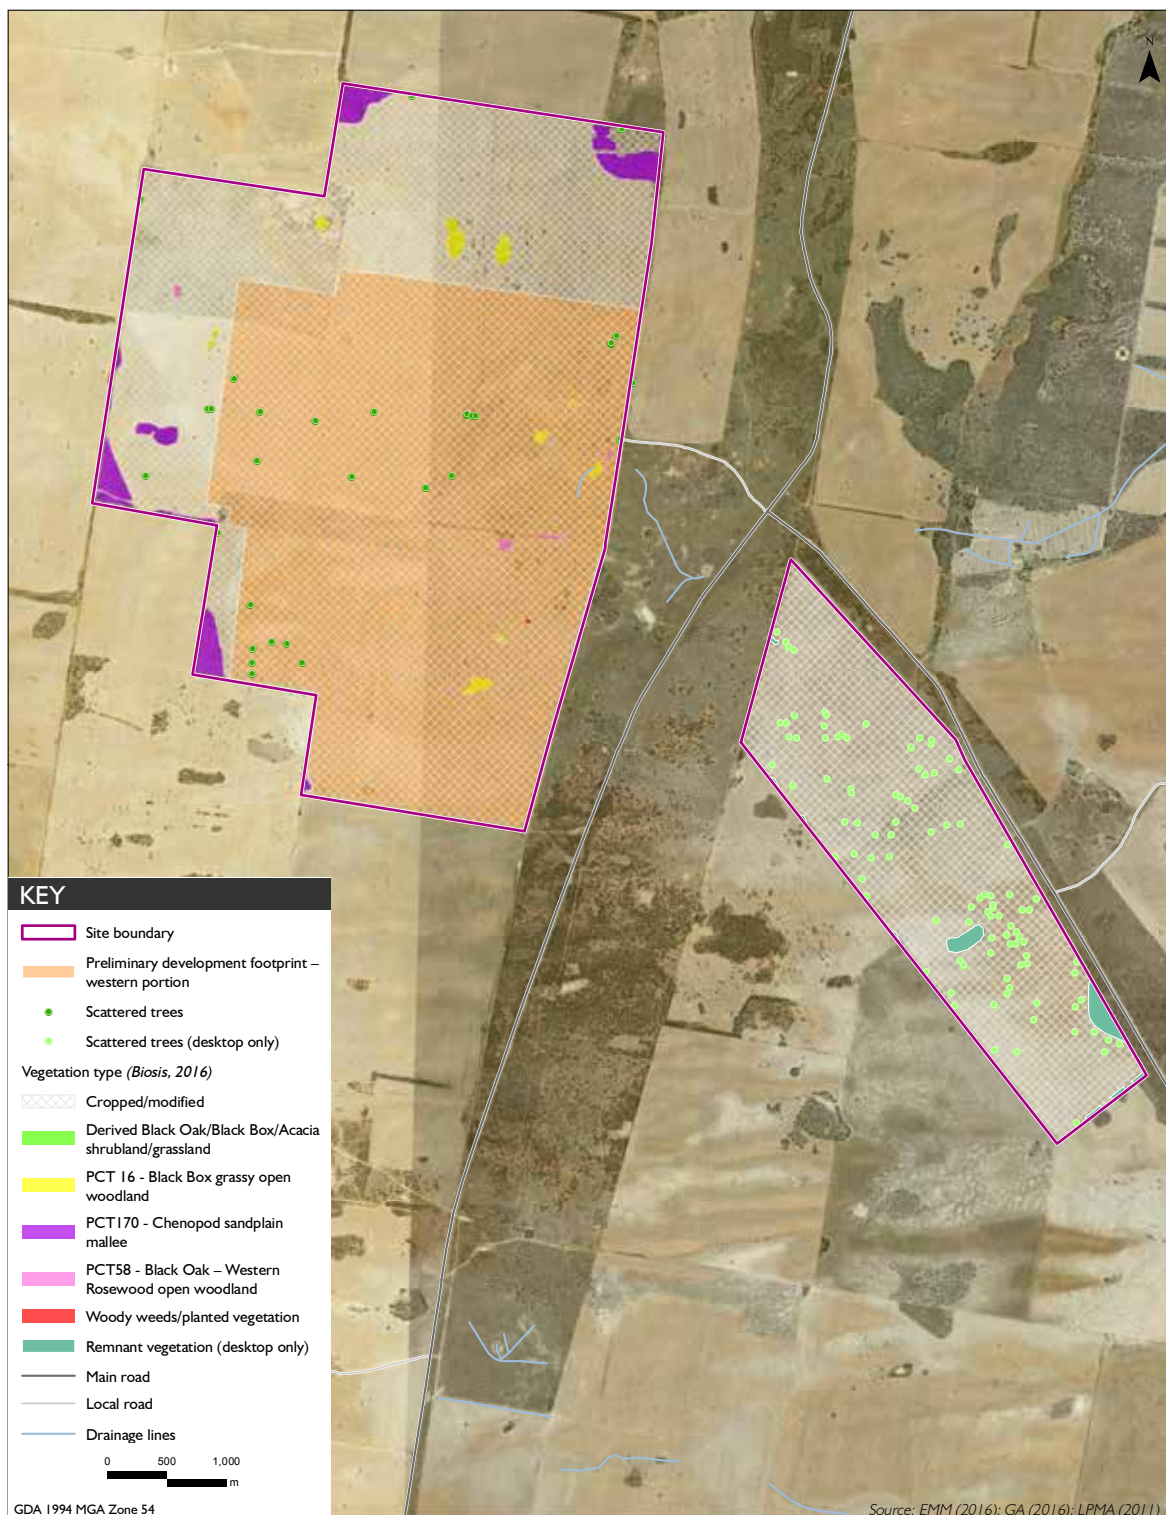 N
KEY
Site boundary
Preliminary development footprint –
western portion
Scattered trees
Scattered trees (desktop only)
Vegetation type (Biosis, 2016)
Cropped/modified
Derived Black Oak/Black Box/Acacia
shrubland/grassland
PCT 16 - Black Box grassy open
woodland
PCT170 - Chenopod sandplain
mallee
PCT58 - Black Oak – Western
Rosewood open woodland
Woody weeds/planted vegetation
Remnant vegetation (desktop only)
Main road
Local road
Drainage lines
0 500 1,000
m
GDA 1994 MGA Zone 54
Source: EMM (2016); GA (2016); LPMA (2011)